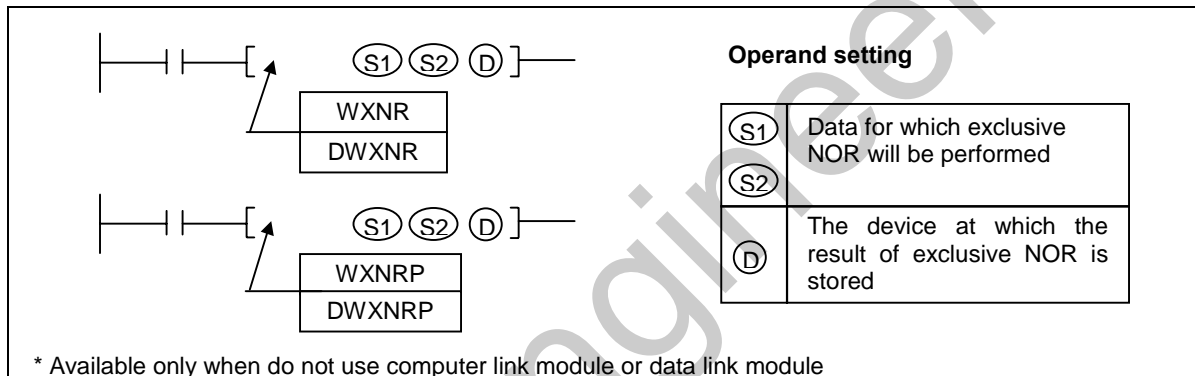 [ S1 S2 D ]
WXNR
DWXNR
[ S1 S2 D ]
WXNRP
DWXNRP
Operand setting
S1
S2
Data for which exclusive
NOR will be performed
D
The device at which the
result of exclusive NOR is
stored
* Available only when do not use computer link module or data link module